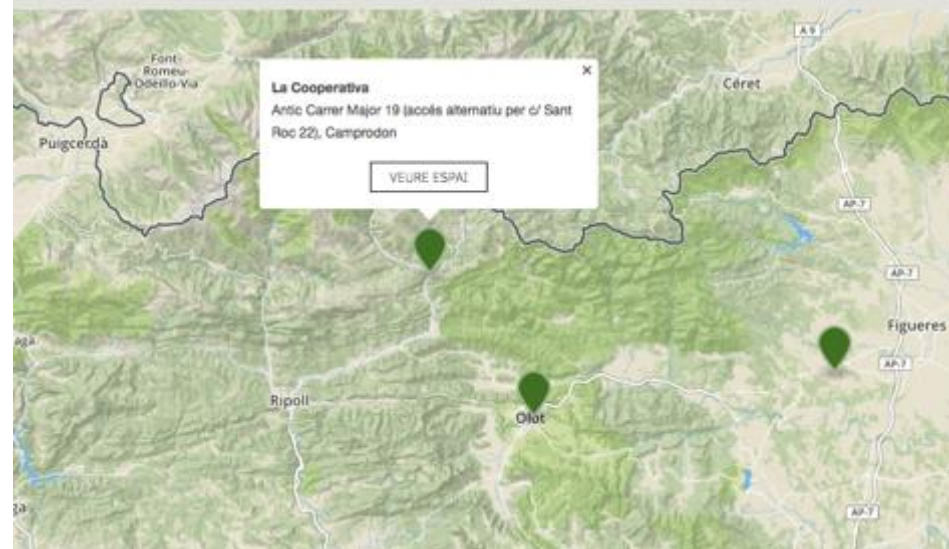 A 9
Font-
Romeu-
Odeillo-Via
Céret
Puigcerdà
La Cooperativa
Antic Carrer Major 19 (accés alternatiu per c/ Sant
Roc 22), Camprodon
VEURE ESPAI
AP-7
AP-7
Figueres
AP-7
Ripoll
Olot
AP-7